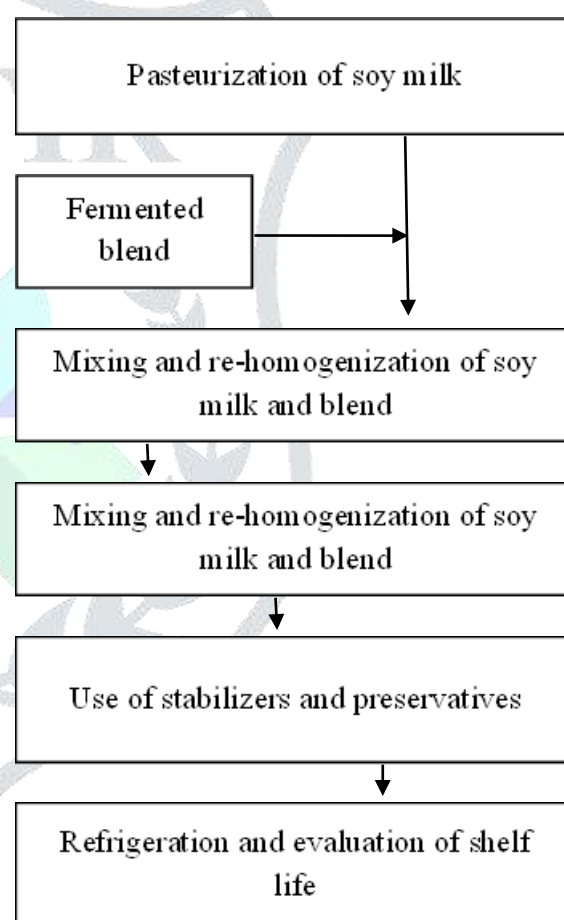 Pasteurization of soy milk
Fermented
blend
Mixing and re-homogenization of soy
milk and blend
Mixing and re-homogenization of soy
milk and blend
Use of stabilizers and preservatives
Refrigeration and evaluation of shelf
life